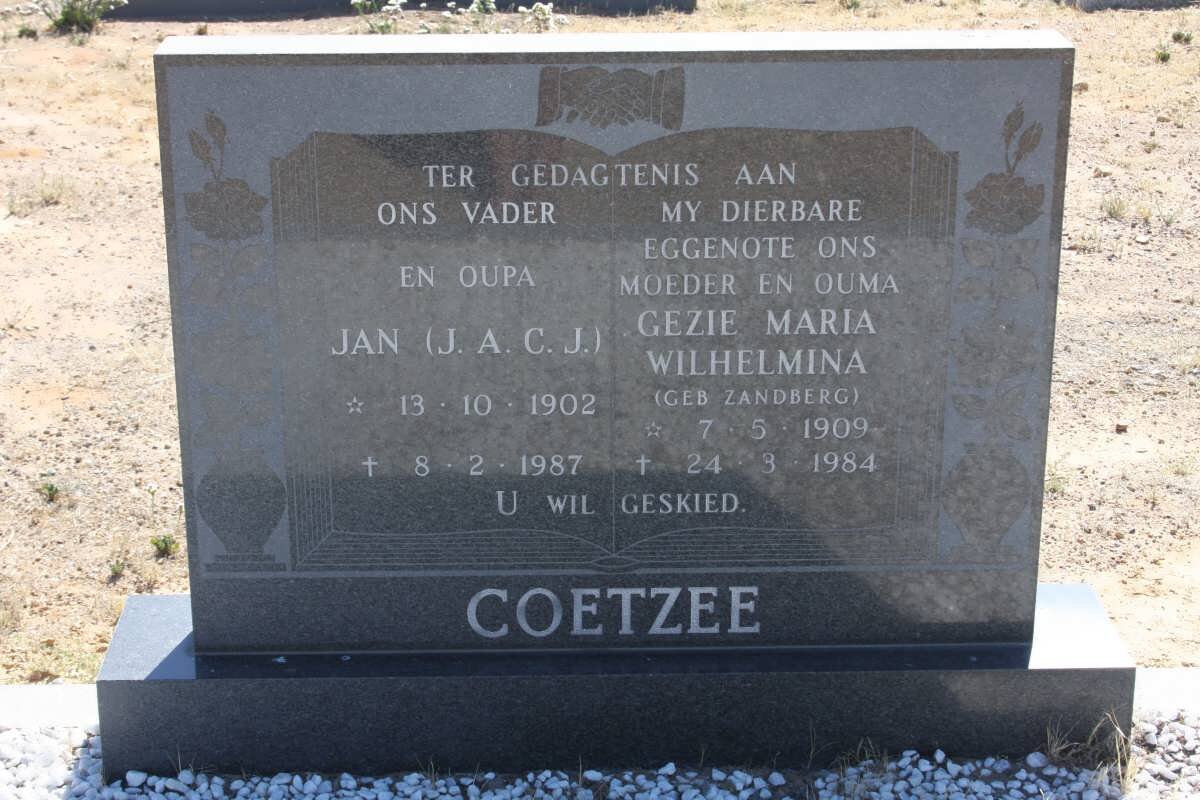 TER GEDAGTENIS AAN
ONS VADER
EN OUPA
JAN (J. A. C. J.)
☆ 13 · 10 · 1902
† 8 · 2 · 1987
MY DIERBARE
EGGENOTE ONS
MOEDER EN OUMA
GEZIE MARIA
WILHELMINA
(GEB ZANDBERG)
☆ 7 · 5 · 1909
† 24 · 3 · 1984
U WIL GESKIED.
COETZEE